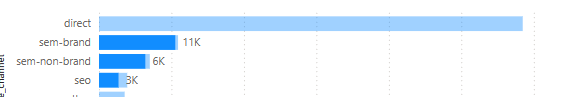 direct
sem-brand 11K
sem-non-brand 6K
seo 3K